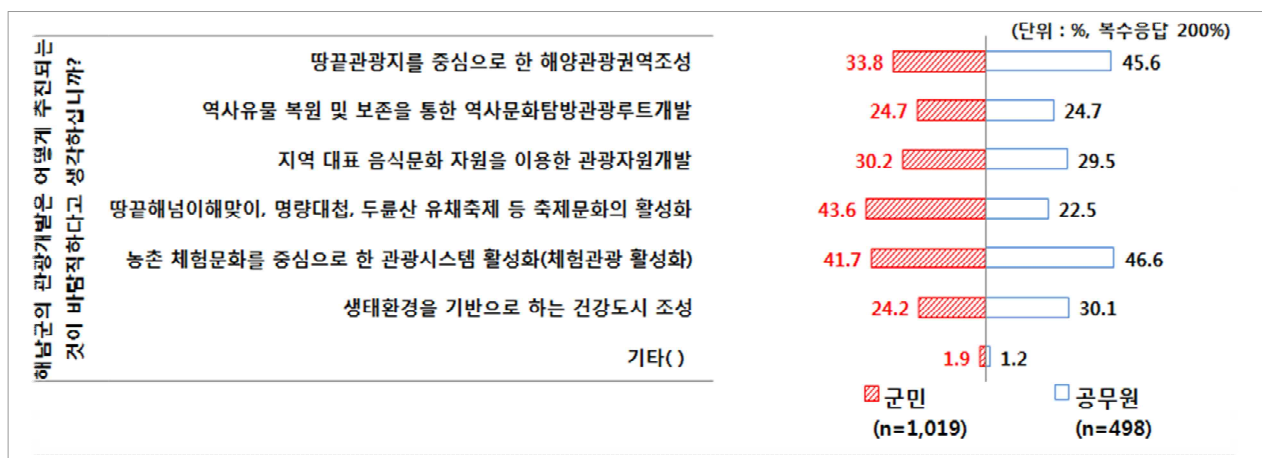 (단위 : %, 복수응답 200%)
해남군의 관광개발은 어떻게 추진되는
것이 바람직하다고 생각하십니까?
땅끝관광지를 중심으로 한 해양관광권역조성 33.8 45.6
역사유물 복원 및 보존을 통한 역사문화탐방관광루트개발 24.7 24.7
지역 대표 음식문화 자원을 이용한 관광자원개발 30.2 29.5
땅끝해넘이해맞이, 명량대첩, 두륜산 유채축제 등 축제문화의 활성화 43.6 22.5
농촌 체험문화를 중심으로 한 관광시스템 활성화(체험관광 활성화) 41.7 46.6
생태환경을 기반으로 하는 건강도시 조성 24.2 30.1
기타( ) 1.9 1.2
군민 공무원
(n=1,019) (n=498)